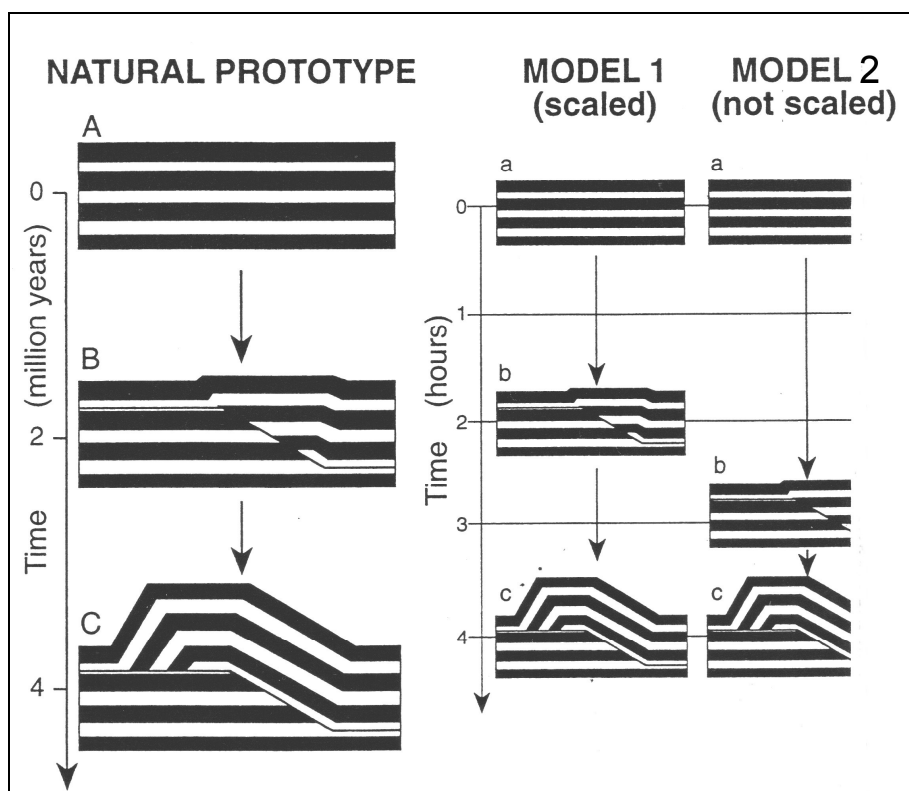 NATURAL PROTOTYPE
A
0
B
2
C
4
Time (million years)
MODEL 1
(scaled)
a
0
1
b
2
3
c
4
Time (hours)
MODEL 2
(not scaled)
a
b
c